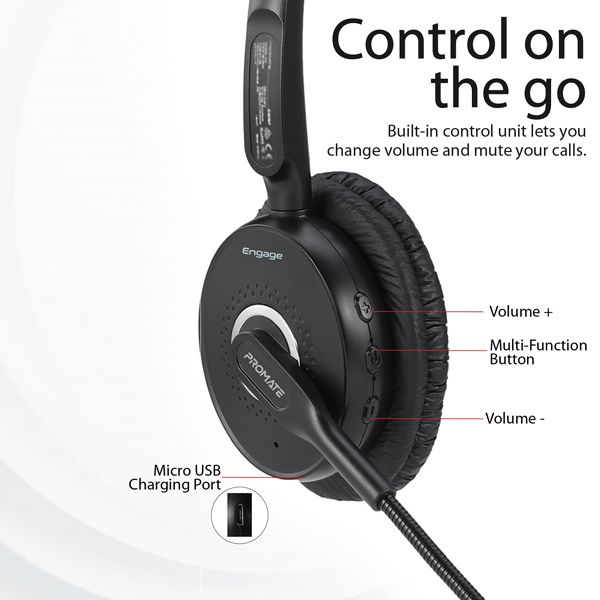 Control on
the go
Built-in control unit lets you
change volume and mute your calls.
Engage
PROMATE
Volume +
Multi-Function
Button
Volume -
Micro USB
Charging Port